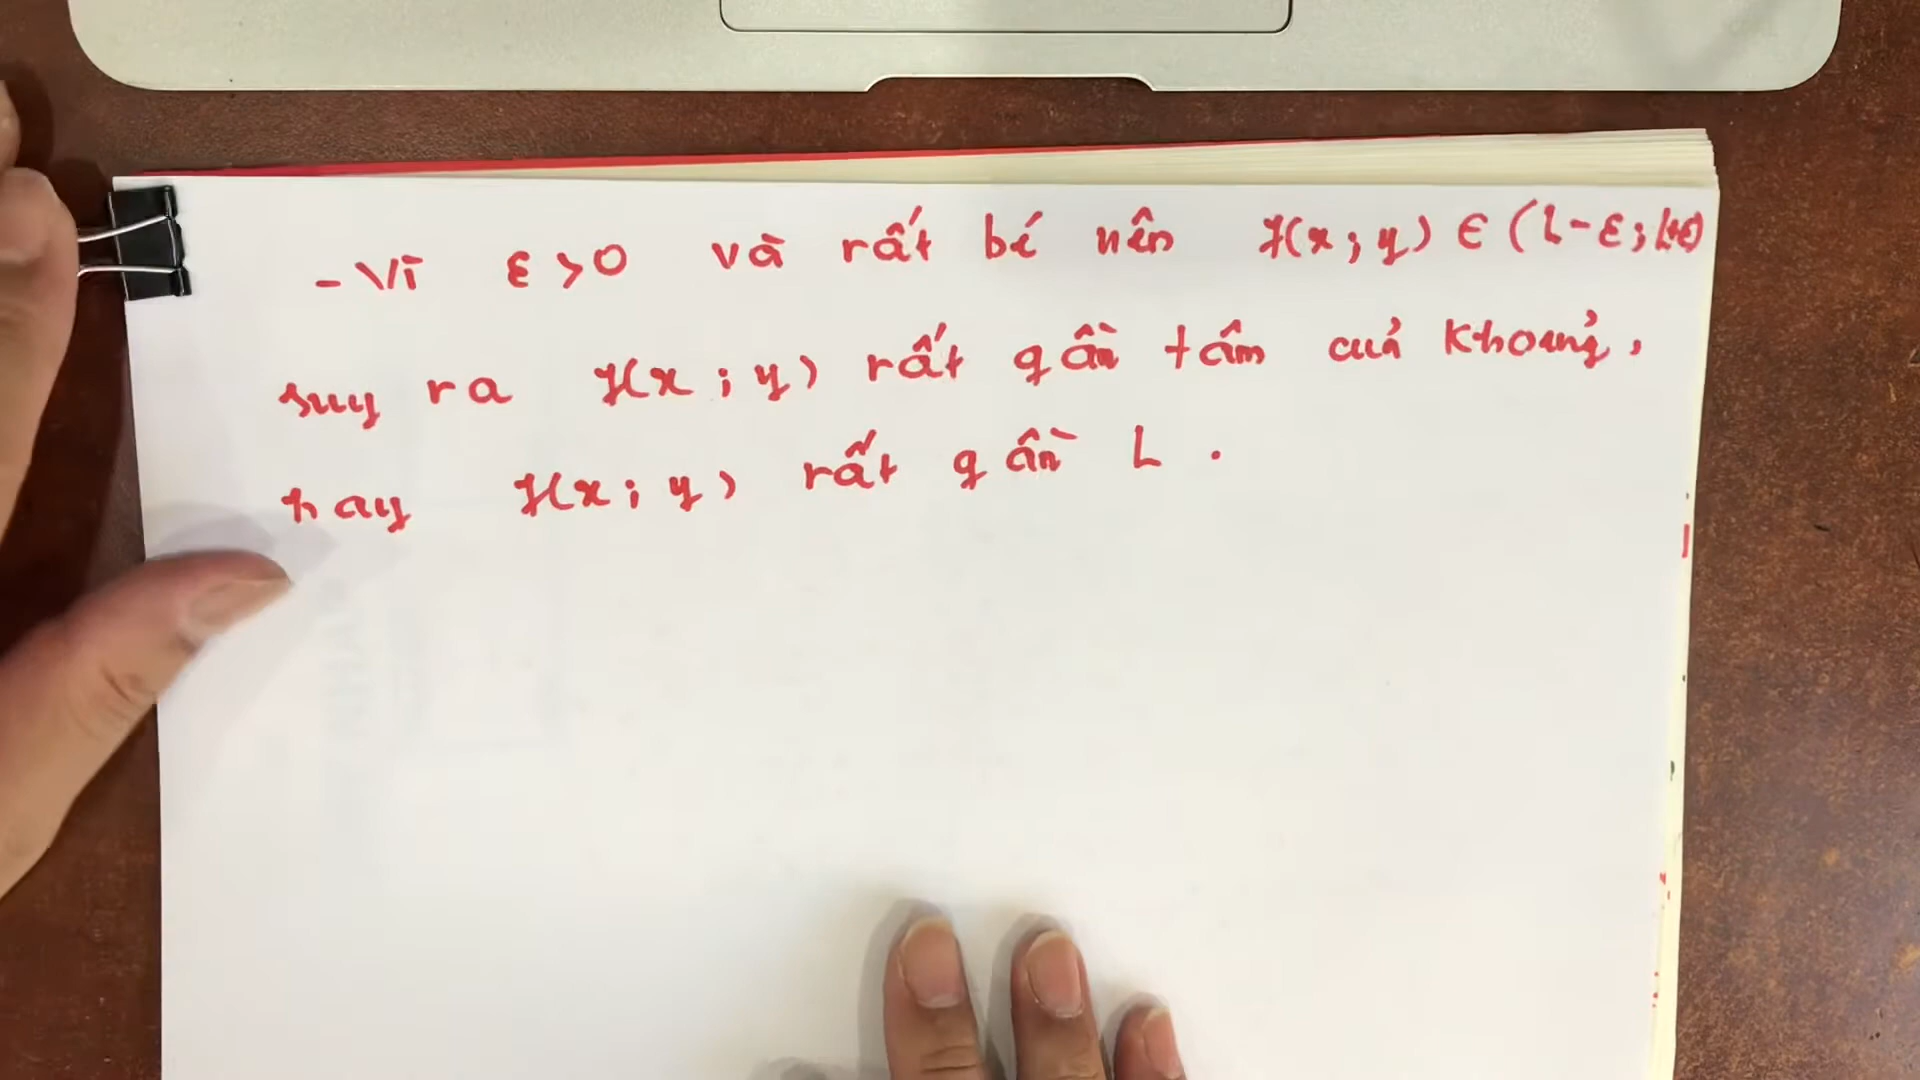 - Vì ε > 0 và rất bé nên f(x; y) ∈ (L - ε; L+ε)
suy ra f(x; y) rất gần tâm của khoảng,
hay f(x; y) rất gần L.